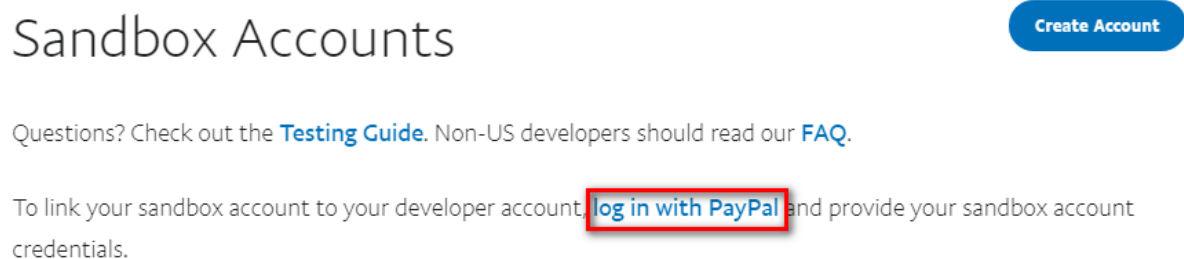 Sandbox Accounts
Create Account
Questions? Check out the Testing Guide. Non-US developers should read our FAQ.
To link your sandbox account to your developer account, log in with PayPal and provide your sandbox account
credentials.